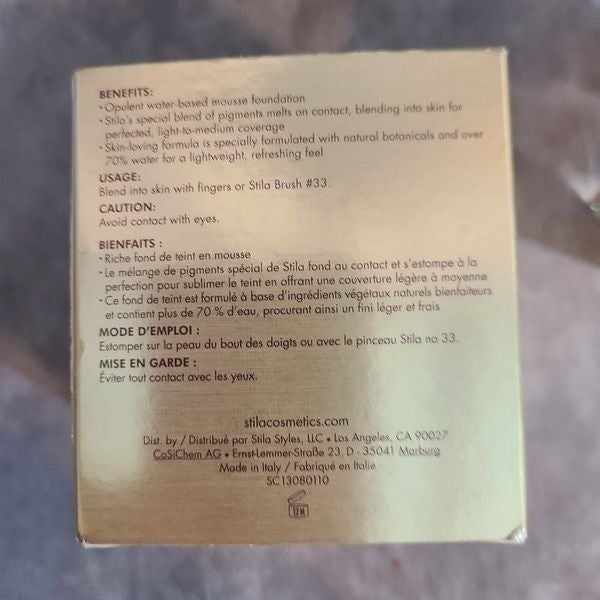 BENEFITS:
• Opulent water-based mousse foundation
• Stila's special blend of pigments melts on contact, blending into skin for
perfected, light-to-medium coverage
• Skin-loving formula is specially formulated with natural botanicals and over
70% water for a lightweight, refreshing feel
USAGE:
Blend into skin with fingers or Stila Brush #33.
CAUTION:
Avoid contact with eyes.
BIENFAITS :
• Riche fond de teint en mousse
• Le mélange de pigments spécial de Stila fond au contact et s'estompe à la
perfection pour sublimer le teint en offrant une couverture légère à moyenne
• Ce fond de teint est formulé à base d'ingrédients végétaux naturels bienfaiteurs
et contient plus de 70 % d'eau, procurant ainsi un fini léger et frais
MODE D'EMPLOI :
Estomper sur la peau du bout des doigts ou avec le pinceau Stila no 33.
MISE EN GARDE :
Éviter tout contact avec les yeux.
stilacosmetics.com
Dist. by / Distribué par Stila Styles, LLC • Los Angeles, CA 90027
CoSiChem AG • Ernst-Lemmer-Straße 23, D - 35041 Marburg
Made in Italy / Fabriqué en Italie
SC13080110
12M